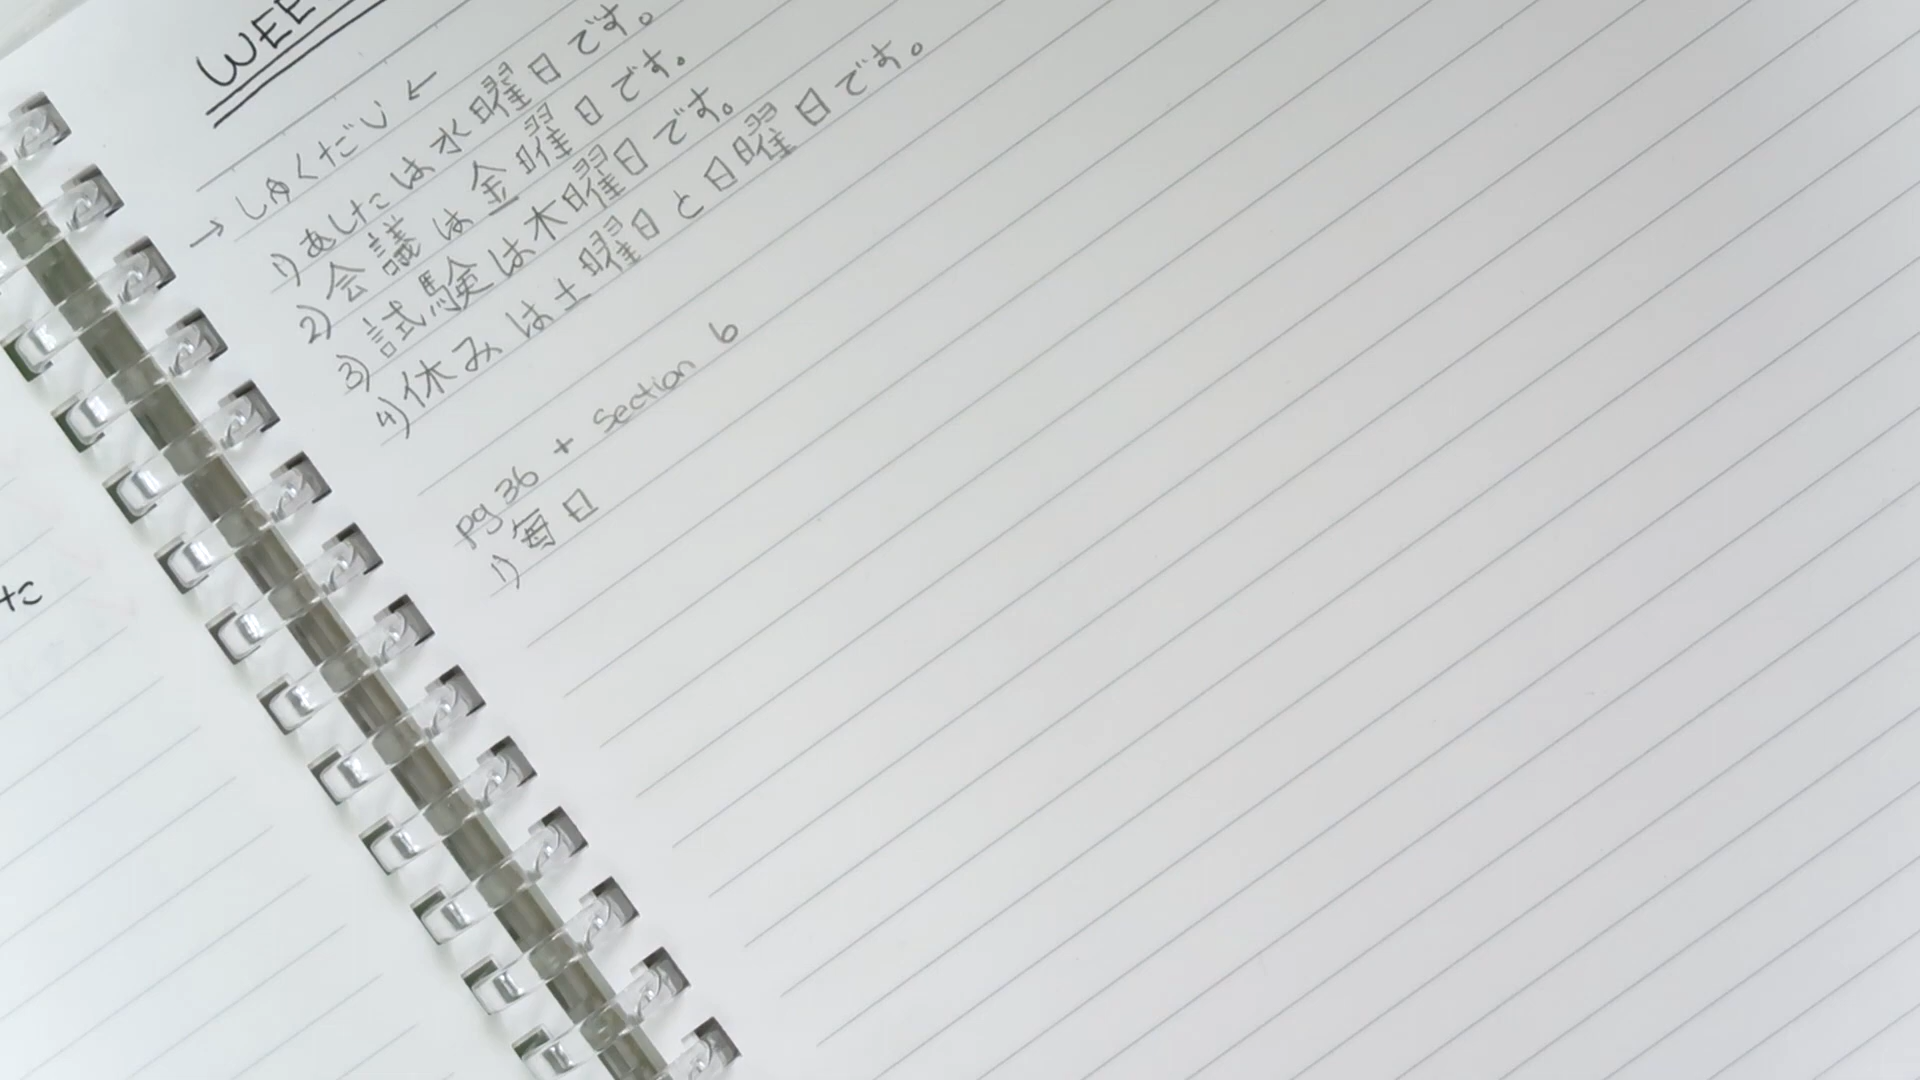 → しゅくだい ←
1) あしたは水曜日です。
2) 会議は金曜日です。
3) 試験は木曜日です。
4) 休みは土曜日と日曜日です。
pg 36 + Section 6
1) 毎日
た